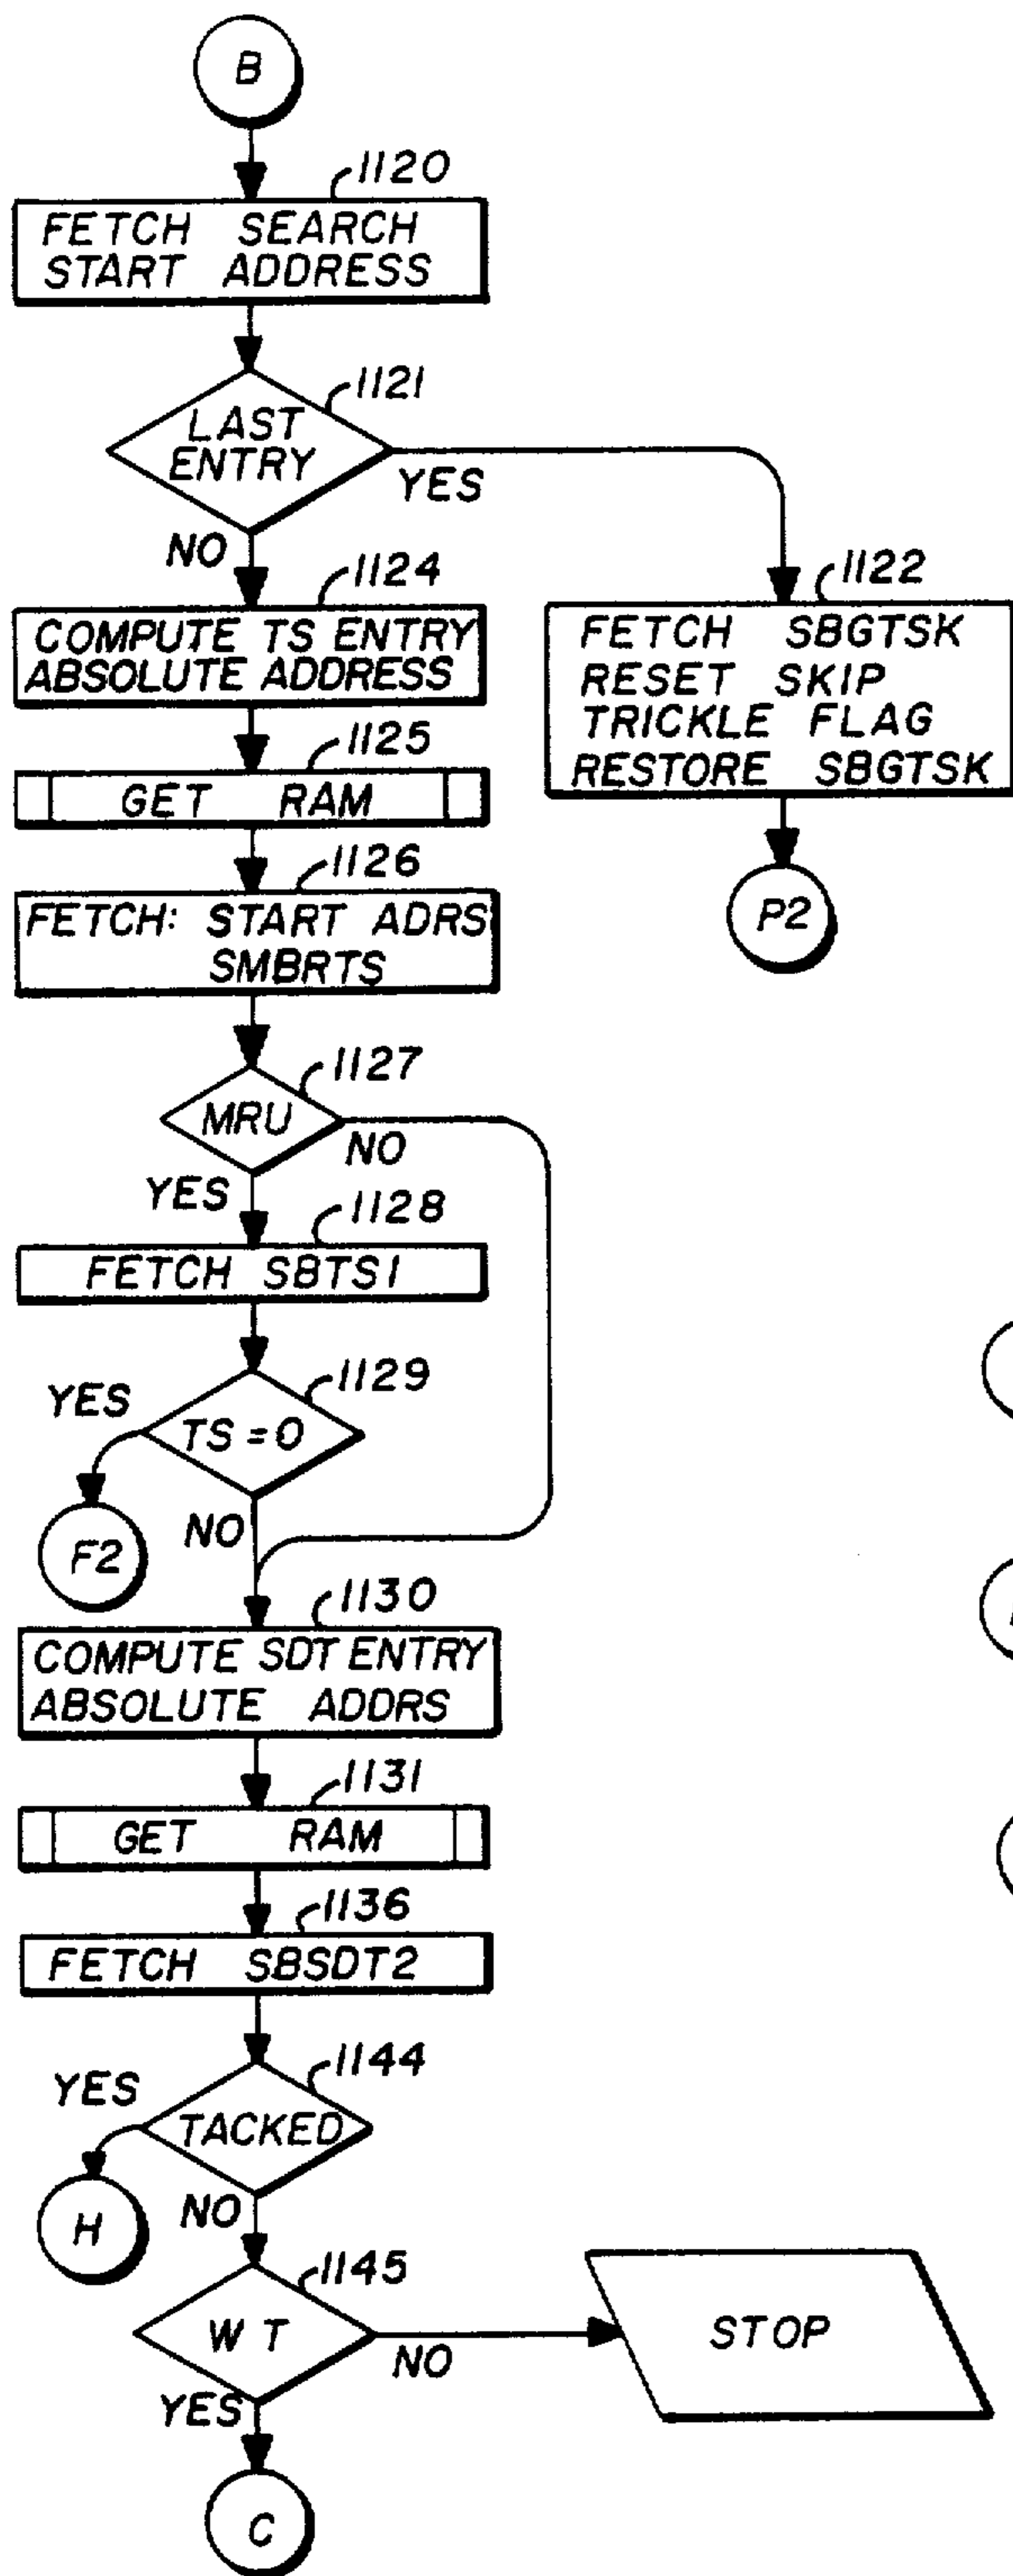 B
1120
FETCH SEARCH
START ADDRESS
1121
LAST
ENTRY
YES
NO
1124
COMPUTE TS ENTRY
ABSOLUTE ADDRESS
1122
FETCH SBGTSK
RESET SKIP
TRICKLE FLAG
RESTORE SBGTSK
1125
GET RAM
P2
1126
FETCH: START ADRS
SMBRTS
1127
MRU
NO
YES
1128
FETCH SBTS1
1129
YES
TS = 0
F2
NO
1130
COMPUTE SDT ENTRY
ABSOLUTE ADDRS
1131
GET RAM
1136
FETCH SBSDT2
1144
YES
TACKED
H
NO
1145
W T
NO
STOP
YES
C